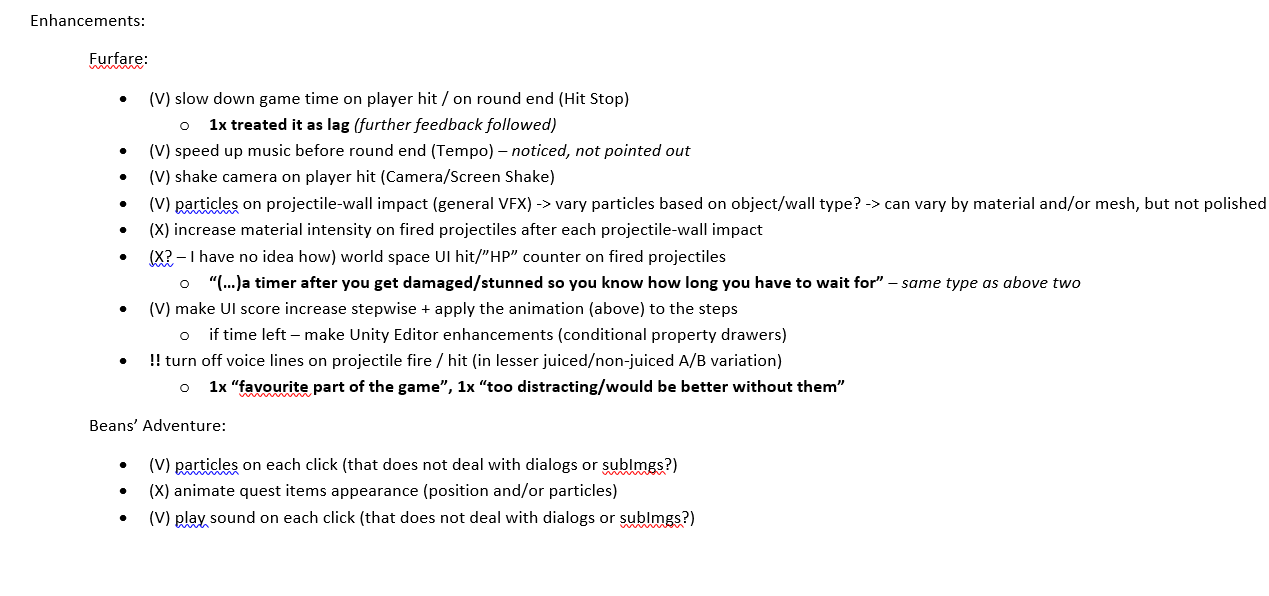 Enhancements:
Furfare:
• (V) slow down game time on player hit / on round end (Hit Stop)
o 1x treated it as lag (further feedback followed)
• (V) speed up music before round end (Tempo) – noticed, not pointed out
• (V) shake camera on player hit (Camera/Screen Shake)
• (V) particles on projectile-wall impact (general VFX) -> vary particles based on object/wall type? -> can vary by material and/or mesh, but not polished
• (X) increase material intensity on fired projectiles after each projectile-wall impact
• (X? – I have no idea how) world space UI hit/”HP” counter on fired projectiles
o “(…)a timer after you get damaged/stunned so you know how long you have to wait for” – same type as above two
• (V) make UI score increase stepwise + apply the animation (above) to the steps
o if time left – make Unity Editor enhancements (conditional property drawers)
• !! turn off voice lines on projectile fire / hit (in lesser juiced/non-juiced A/B variation)
o 1x “favourite part of the game”, 1x “too distracting/would be better without them”
Beans’ Adventure:
• (V) particles on each click (that does not deal with dialogs or subImgs?)
• (X) animate quest items appearance (position and/or particles)
• (V) play sound on each click (that does not deal with dialogs or subImgs?)